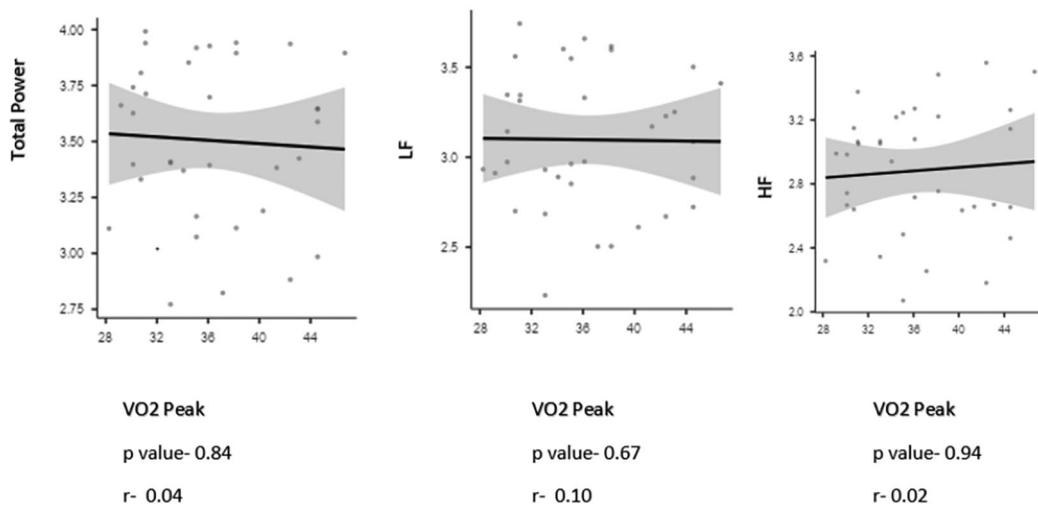 Total Power
4.00
3.75
3.50
3.25
3.00
2.75
28 32 36 40 44
LF
3.5
3.0
2.5
28 32 36 40 44
HF
3.6
3.2
2.8
2.4
2.0
28 32 36 40 44
VO2 Peak
p value- 0.84
r- 0.04
VO2 Peak
p value- 0.67
r- 0.10
VO2 Peak
p value- 0.94
r- 0.02